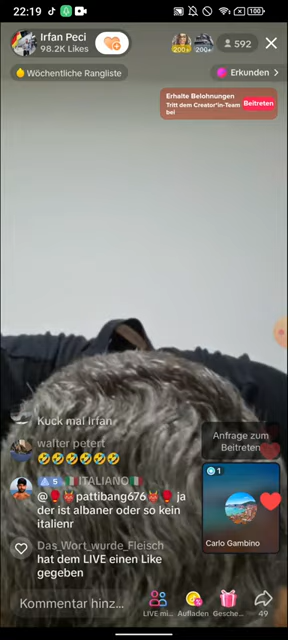 22:19
100
Irfan Peci
98.2K Likes
200+
200+
592
Wöchentliche Rangliste
Erkunden >
Erhalte Belohnungen
Tritt dem Creator*in-Team
bei
Beitreten
Kuck mal Irfan
walter petert
🤣🤣🤣🤣🤣🤣
5 🇮🇹ITALIANO🇮🇹
@🌹👹pattibang676👹🌹 ja
der ist albaner oder so kein
italienr
Das_Wort_wurde_Fleisch
hat dem LIVE einen Like
gegeben
Anfrage zum
Beitreten
1
Carlo Gambino
Kommentar hinz...
LIVE mi...
Aufladen
Gesche...
49